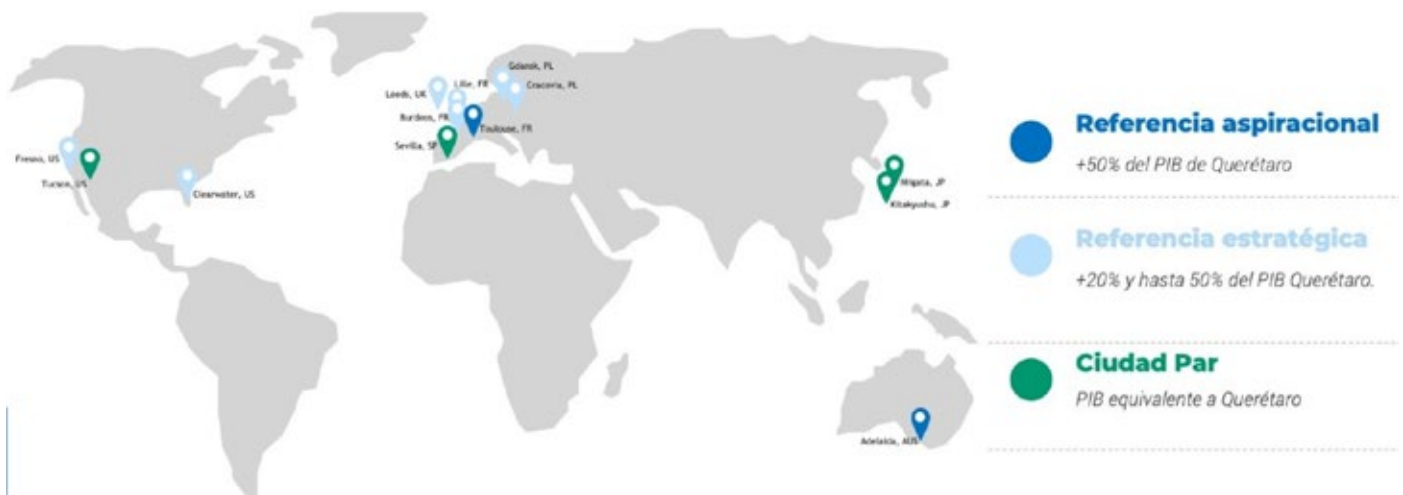 Gdansk, PL
Lille, FR
Cracovia, PL
Leeds, UK
Burdeos, FR
Toulouse, FR
Sevilla, SP
Fresno, US
Tucson, US
Clearwater, US
Niigata, JP
Kitakyushu, JP
Adelaida, AUS
Referencia aspiracional
+50% del PIB de Querétaro
Referencia estratégica
+20% y hasta 50% del PIB Querétaro.
Ciudad Par
PIB equivalente a Querétaro